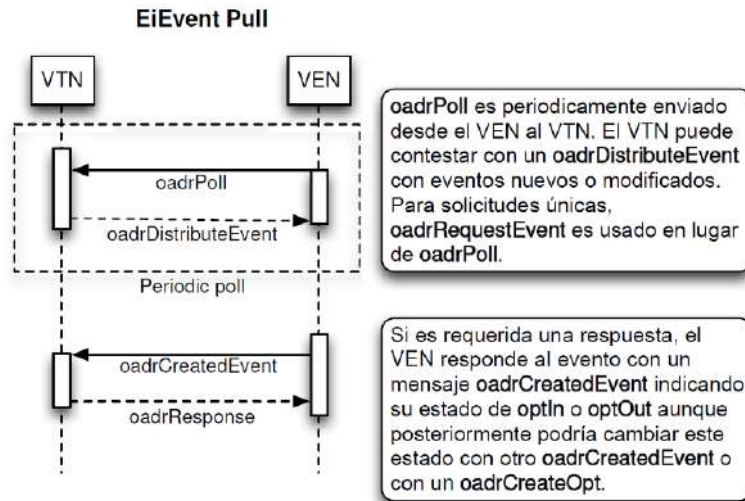 EiEvent Pull
VTN
VEN
oadrPoll
oadrDistributeEvent
Periodic poll
oadrCreatedEvent
oadrResponse
oadrPoll es periodicamente enviado
desde el VEN al VTN. El VTN puede
contestar con un oadrDistributeEvent
con eventos nuevos o modificados.
Para solicitudes únicas,
oadrRequestEvent es usado en lugar
de oadrPoll.
Si es requerida una respuesta, el
VEN responde al evento con un
mensaje oadrCreatedEvent indicando
su estado de optIn o optOut aunque
posteriormente podría cambiar este
estado con otro oadrCreatedEvent o
con un oadrCreateOpt.